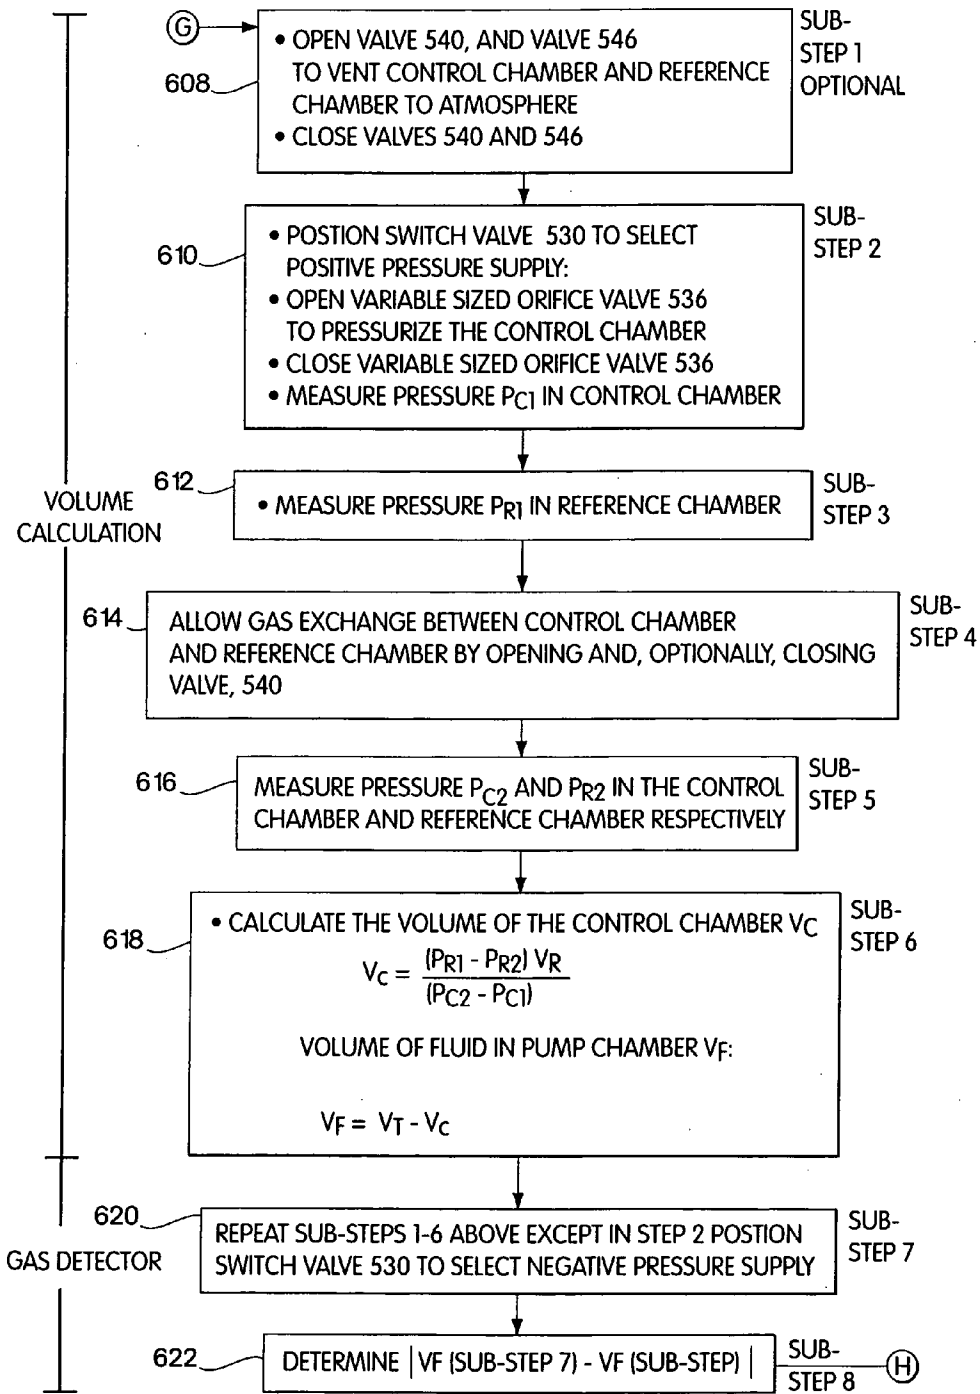 G
608
• OPEN VALVE 540, AND VALVE 546
TO VENT CONTROL CHAMBER AND REFERENCE
CHAMBER TO ATMOSPHERE
• CLOSE VALVES 540 AND 546
SUB-
STEP 1
OPTIONAL
610
• POSTION SWITCH VALVE 530 TO SELECT
POSITIVE PRESSURE SUPPLY:
• OPEN VARIABLE SIZED ORIFICE VALVE 536
TO PRESSURIZE THE CONTROL CHAMBER
• CLOSE VARIABLE SIZED ORIFICE VALVE 536
• MEASURE PRESSURE PC1 IN CONTROL CHAMBER
SUB-
STEP 2
612
• MEASURE PRESSURE PR1 IN REFERENCE CHAMBER
SUB-
STEP 3
VOLUME
CALCULATION
614
ALLOW GAS EXCHANGE BETWEEN CONTROL CHAMBER
AND REFERENCE CHAMBER BY OPENING AND, OPTIONALLY, CLOSING
VALVE, 540
SUB-
STEP 4
616
MEASURE PRESSURE PC2 AND PR2 IN THE CONTROL
CHAMBER AND REFERENCE CHAMBER RESPECTIVELY
SUB-
STEP 5
618
• CALCULATE THE VOLUME OF THE CONTROL CHAMBER VC
VC = (PR1 - PR2) VR
(PC2 - PC1)
VOLUME OF FLUID IN PUMP CHAMBER VF:
VF = VT - VC
SUB-
STEP 6
620
REPEAT SUB-STEPS 1-6 ABOVE EXCEPT IN STEP 2 POSTION
SWITCH VALVE 530 TO SELECT NEGATIVE PRESSURE SUPPLY
SUB-
STEP 7
GAS DETECTOR
622
DETERMINE |VF (SUB-STEP 7) - VF (SUB-STEP) |
SUB-
STEP 8
H